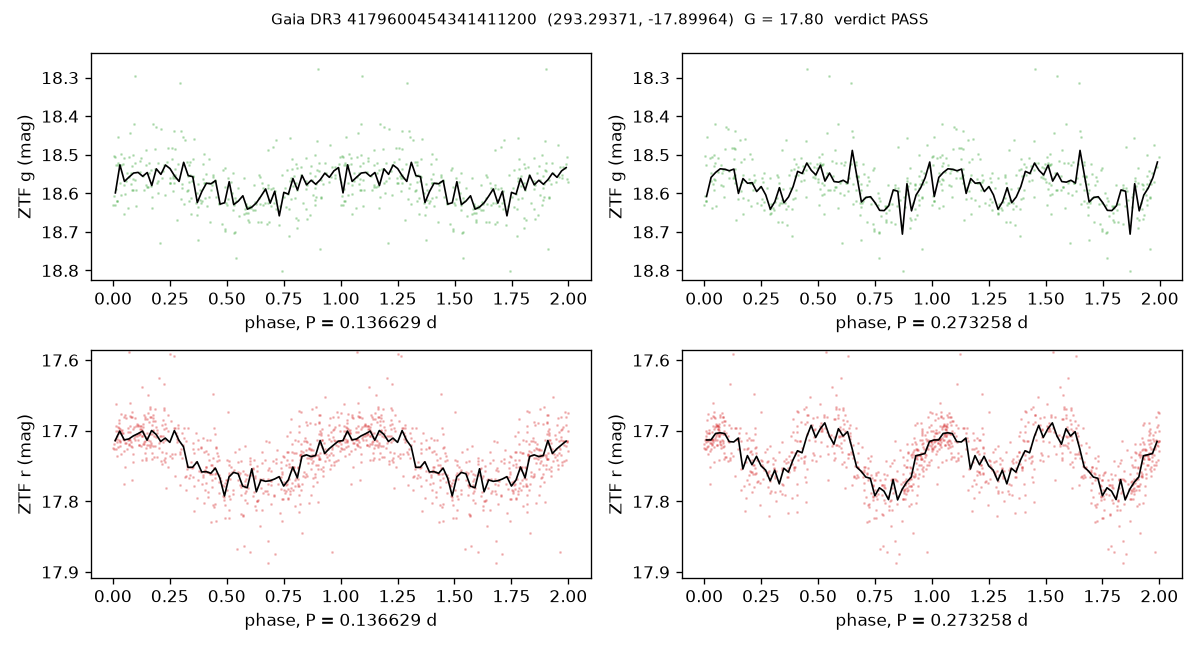 Gaia DR3 4179600454341411200 (293.29371, -17.89964) G = 17.80 verdict PASS
ZTF g (mag)
18.3
18.4
18.5
18.6
18.7
18.8
0.00 0.25 0.50 0.75 1.00 1.25 1.50 1.75 2.00
phase, P = 0.136629 d
ZTF g (mag)
18.3
18.4
18.5
18.6
18.7
18.8
0.00 0.25 0.50 0.75 1.00 1.25 1.50 1.75 2.00
phase, P = 0.273258 d
ZTF r (mag)
17.6
17.7
17.8
17.9
0.00 0.25 0.50 0.75 1.00 1.25 1.50 1.75 2.00
phase, P = 0.136629 d
ZTF r (mag)
17.6
17.7
17.8
17.9
0.00 0.25 0.50 0.75 1.00 1.25 1.50 1.75 2.00
phase, P = 0.273258 d